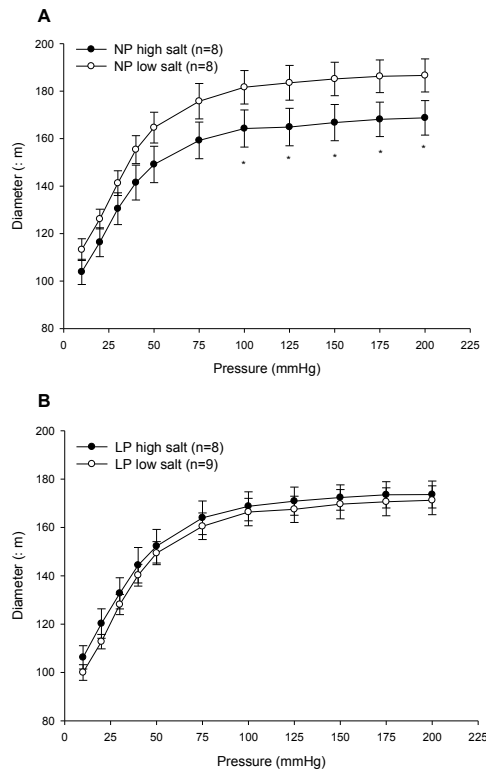 A
NP high salt (n=8)
NP low salt (n=8)
200
180
160
140
120
100
80
Diameter (: m)
* * * * *
0 25 50 75 100 125 150 175 200 225
Pressure (mmHg)
B
LP high salt (n=8)
LP low salt (n=9)
200
180
160
140
120
100
80
Diameter (: m)
0 25 50 75 100 125 150 175 200 225
Pressure (mmHg)